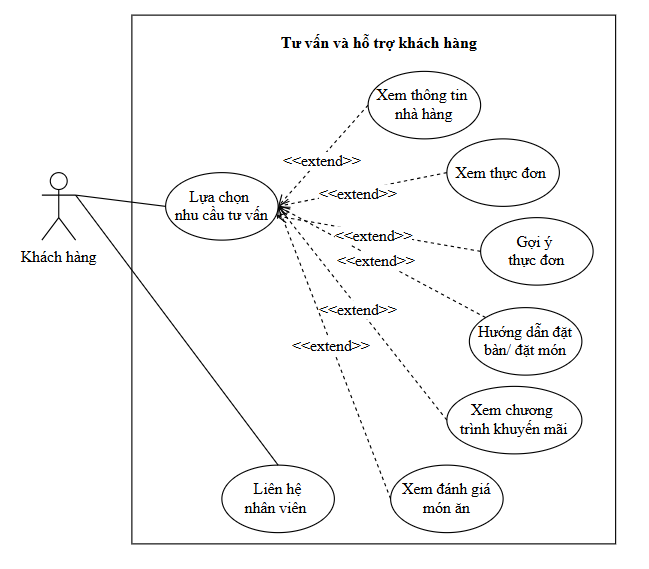 Tư vấn và hỗ trợ khách hàng
Xem thông tin
nhà hàng
<<extend>>
Xem thực đơn
<<extend>>
Lựa chọn
nhu cầu tư vấn
<<extend>>
Gợi ý
thực đơn
Khách hàng
<<extend>>
<<extend>>
Hướng dẫn đặt
bàn/ đặt món
<<extend>>
Xem chương
trình khuyến mãi
Liên hệ
nhân viên
Xem đánh giá
món ăn